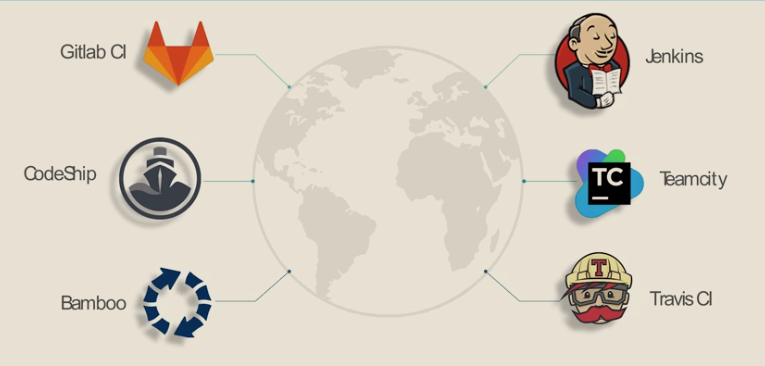 Gitlab CI
Jenkins
CodeShip
TC
Teamcity
Bamboo
T
Travis CI